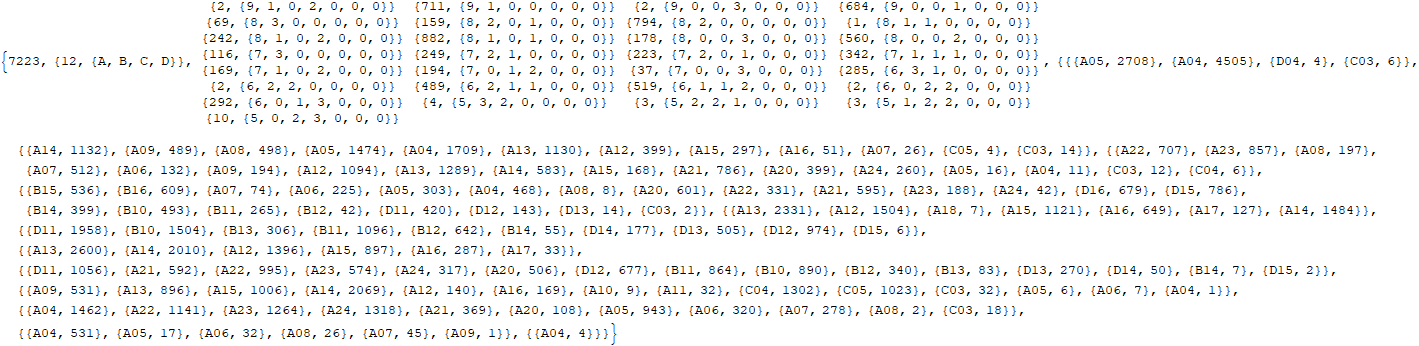 {2, {9, 1, 0, 2, 0, 0, 0}} {711, {9, 1, 0, 0, 0, 0, 0}} {2, {9, 0, 0, 3, 0, 0, 0}} {684, {9, 0, 0, 1, 0, 0, 0}}
{69, {8, 3, 0, 0, 0, 0, 0}} {159, {8, 2, 0, 1, 0, 0, 0}} {794, {8, 2, 0, 0, 0, 0, 0}} {1, {8, 1, 1, 0, 0, 0, 0}}
{242, {8, 1, 0, 2, 0, 0, 0}} {882, {8, 1, 0, 1, 0, 0, 0}} {178, {8, 0, 0, 3, 0, 0, 0}} {560, {8, 0, 0, 2, 0, 0, 0}}
{7223, {12, {A, B, C, D}}, {116, {7, 3, 0, 0, 0, 0, 0}} {249, {7, 2, 1, 0, 0, 0, 0}} {223, {7, 2, 0, 1, 0, 0, 0}} {342, {7, 1, 1, 1, 0, 0, 0}} , {{{A05, 2708}, {A04, 4505}, {D04, 4}, {C03, 6}},
{169, {7, 1, 0, 2, 0, 0, 0}} {194, {7, 0, 1, 2, 0, 0, 0}} {37, {7, 0, 0, 3, 0, 0, 0}} {285, {6, 3, 1, 0, 0, 0, 0}}
{2, {6, 2, 2, 0, 0, 0, 0}} {489, {6, 2, 1, 1, 0, 0, 0}} {519, {6, 1, 1, 2, 0, 0, 0}} {2, {6, 0, 2, 2, 0, 0, 0}}
{292, {6, 0, 1, 3, 0, 0, 0}} {4, {5, 3, 2, 0, 0, 0, 0}} {3, {5, 2, 2, 1, 0, 0, 0}} {3, {5, 1, 2, 2, 0, 0, 0}}
{10, {5, 0, 2, 3, 0, 0, 0}}
{{A14, 1132}, {A09, 489}, {A08, 498}, {A05, 1474}, {A04, 1709}, {A13, 1130}, {A12, 399}, {A15, 297}, {A16, 51}, {A07, 26}, {C05, 4}, {C03, 14}}, {{A22, 707}, {A23, 857}, {A08, 197},
{A07, 512}, {A06, 132}, {A09, 194}, {A12, 1094}, {A13, 1289}, {A14, 583}, {A15, 168}, {A21, 786}, {A20, 399}, {A24, 260}, {A05, 16}, {A04, 11}, {C03, 12}, {C04, 6}},
{{B15, 536}, {B16, 609}, {A07, 74}, {A06, 225}, {A05, 303}, {A04, 468}, {A08, 8}, {A20, 601}, {A22, 331}, {A21, 595}, {A23, 188}, {A24, 42}, {D16, 679}, {D15, 786},
{B14, 399}, {B10, 493}, {B11, 265}, {B12, 42}, {D11, 420}, {D12, 143}, {D13, 14}, {C03, 2}}, {{A13, 2331}, {A12, 1504}, {A18, 7}, {A15, 1121}, {A16, 649}, {A17, 127}, {A14, 1484}},
{{D11, 1958}, {B10, 1504}, {B13, 306}, {B11, 1096}, {B12, 642}, {B14, 55}, {D14, 177}, {D13, 505}, {D12, 974}, {D15, 6}},
{{A13, 2600}, {A14, 2010}, {A12, 1396}, {A15, 897}, {A16, 287}, {A17, 33}},
{{D11, 1056}, {A21, 592}, {A22, 995}, {A23, 574}, {A24, 317}, {A20, 506}, {D12, 677}, {B11, 864}, {B10, 890}, {B12, 340}, {B13, 83}, {D13, 270}, {D14, 50}, {B14, 7}, {D15, 2}},
{{A09, 531}, {A13, 896}, {A15, 1006}, {A14, 2069}, {A12, 140}, {A16, 169}, {A10, 9}, {A11, 32}, {C04, 1302}, {C05, 1023}, {C03, 32}, {A05, 6}, {A06, 7}, {A04, 1}},
{{A04, 1462}, {A22, 1141}, {A23, 1264}, {A24, 1318}, {A21, 369}, {A20, 108}, {A05, 943}, {A06, 320}, {A07, 278}, {A08, 2}, {C03, 18}},
{{A04, 531}, {A05, 17}, {A06, 32}, {A08, 26}, {A07, 45}, {A09, 1}}, {{A04, 4}}}}